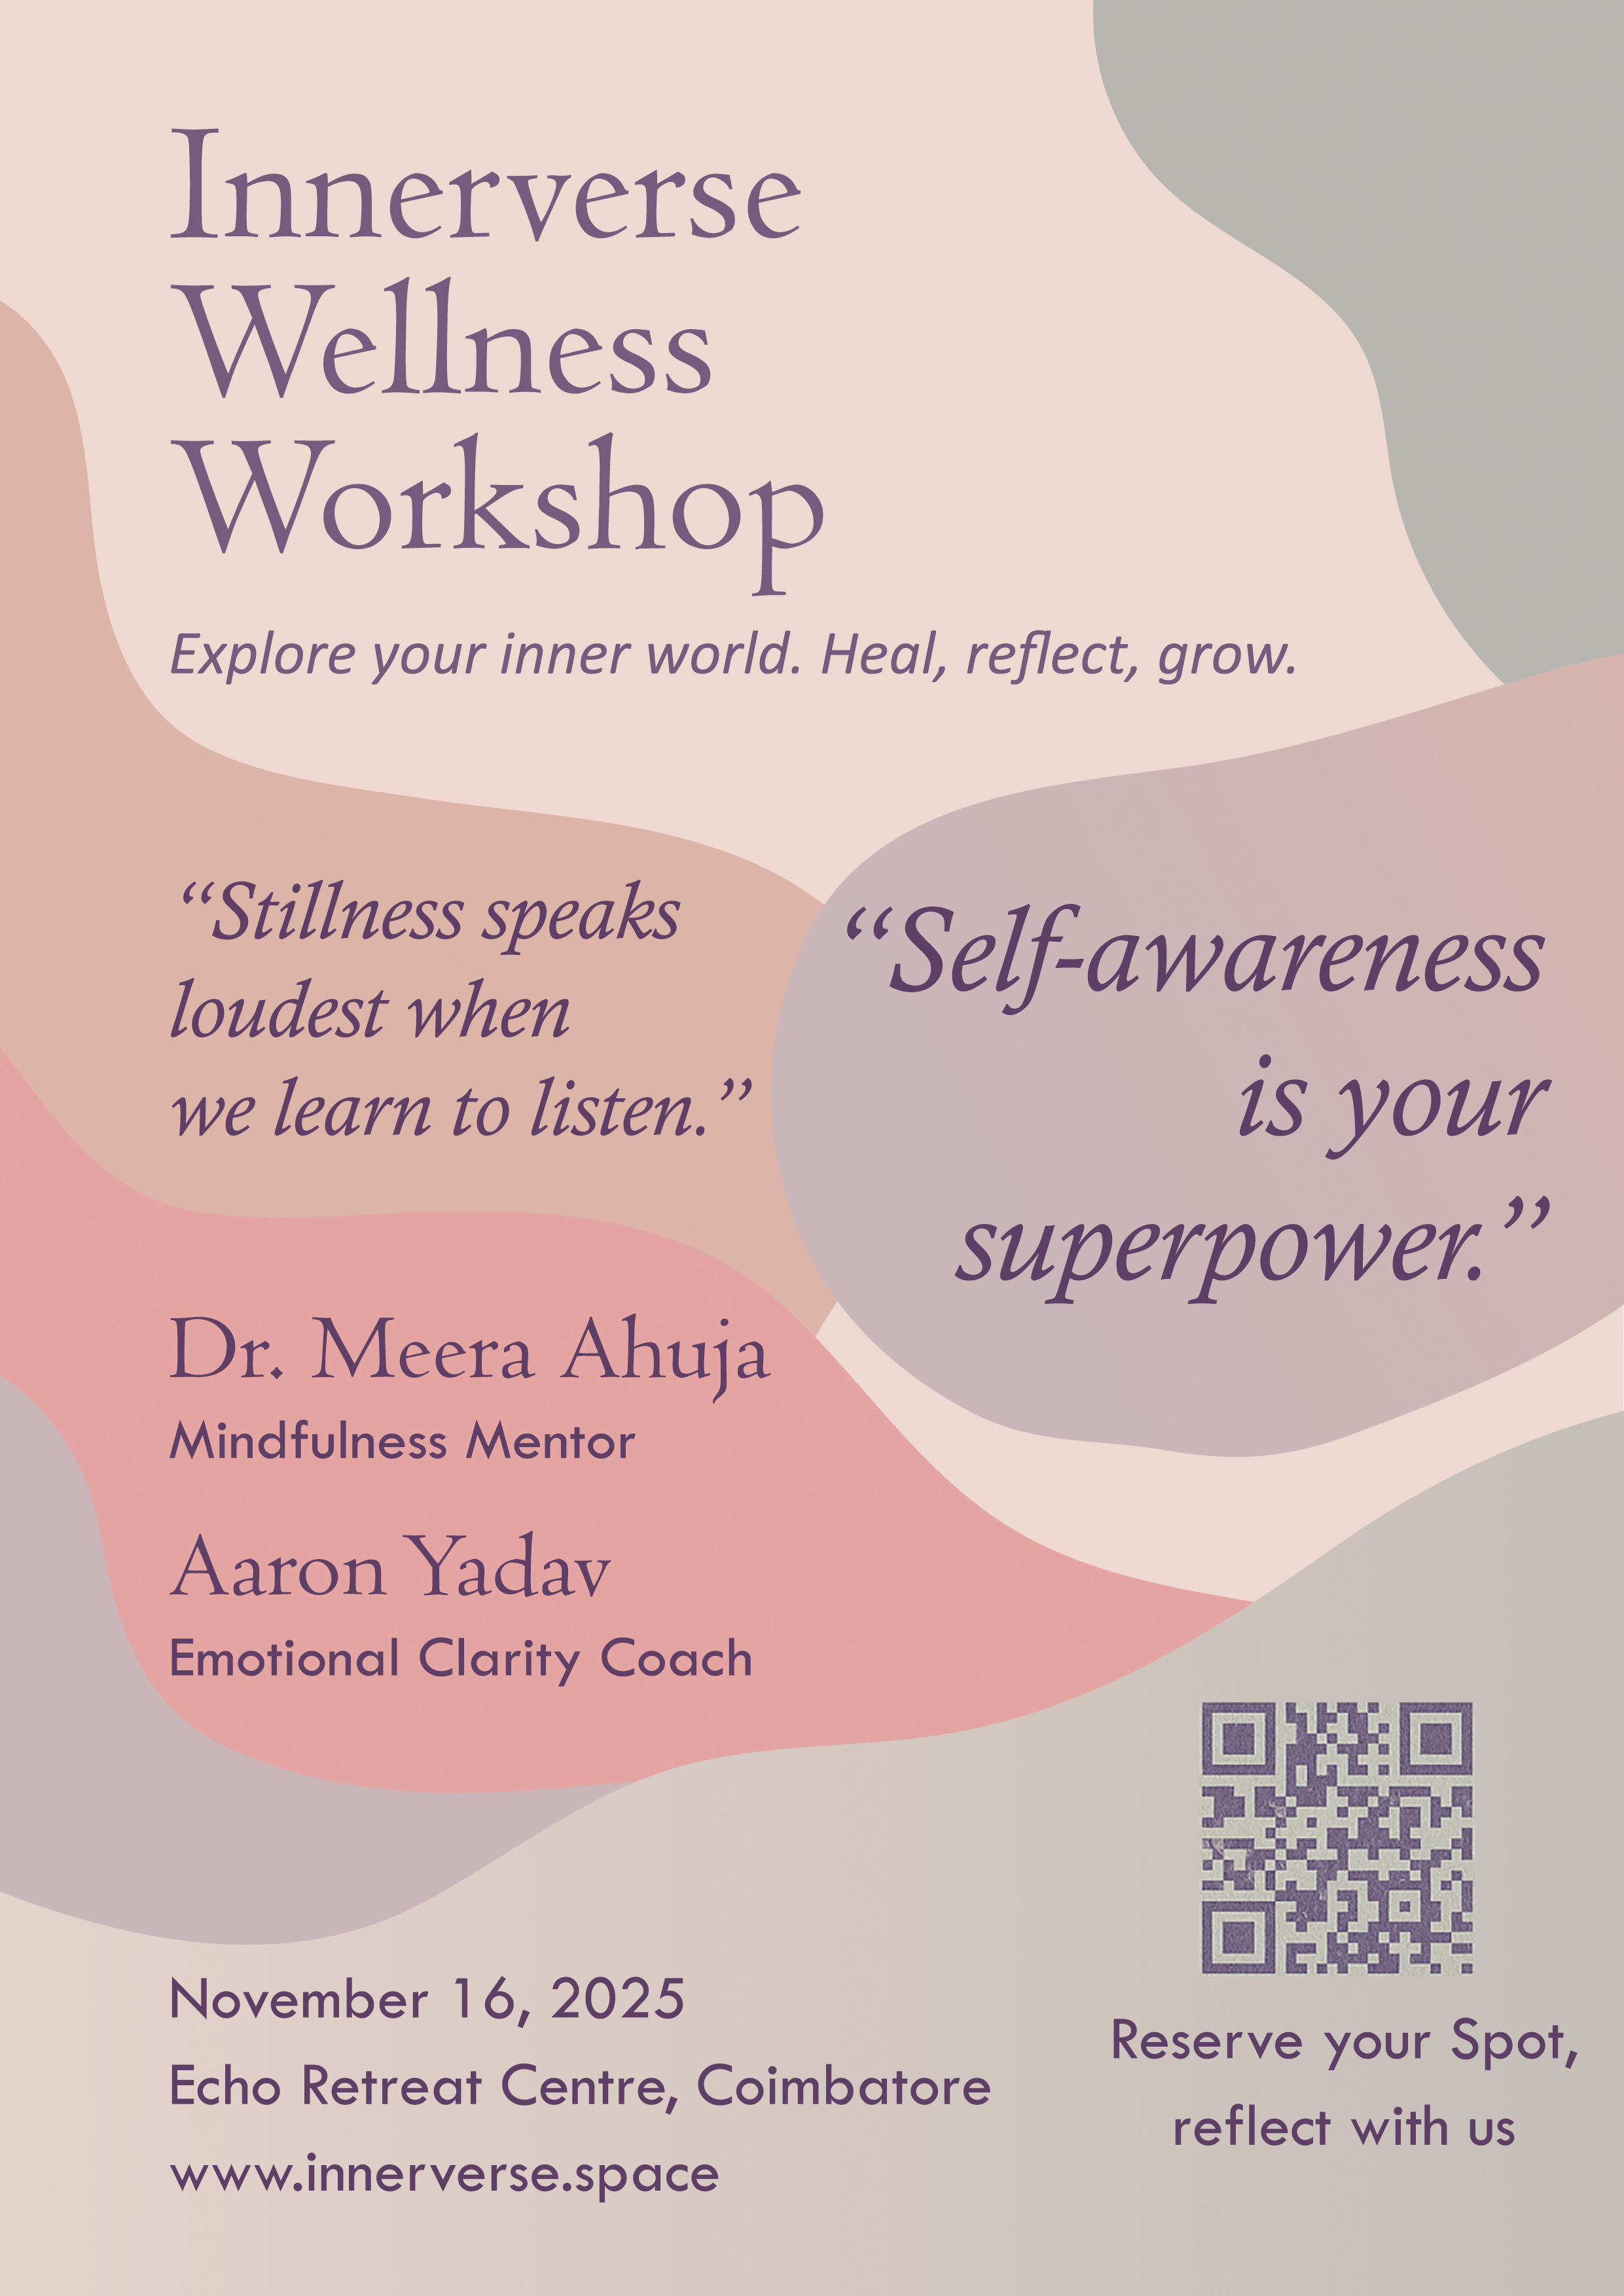 Innerverse
Wellness
Workshop
Explore your inner world. Heal, reflect, grow.
“Stillness speaks
loudest when
we learn to listen.”
“Self-awareness
is your
superpower.”
Dr. Meera Ahuja
Mindfulness Mentor
Aaron Yadav
Emotional Clarity Coach
November 16, 2025
Echo Retreat Centre, Coimbatore
www.innerverse.space
Reserve your Spot,
reflect with us